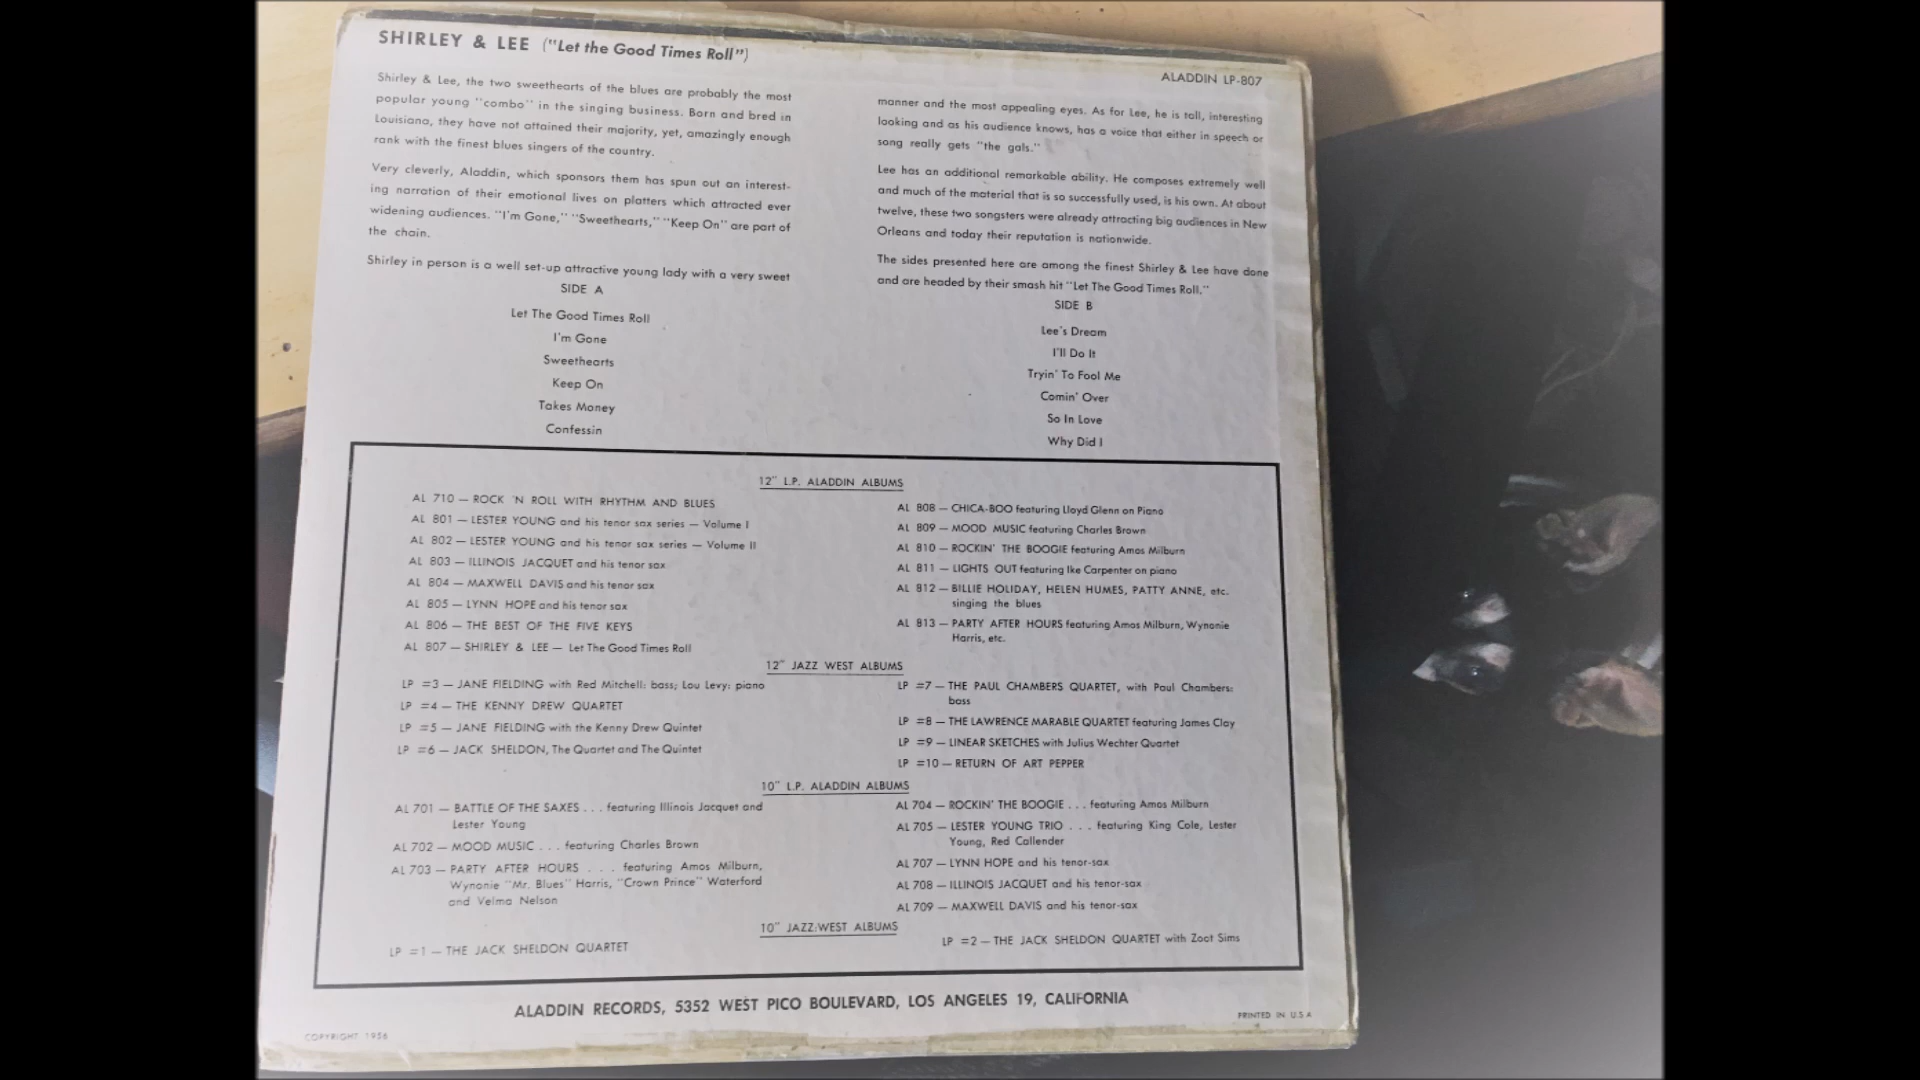 SHIRLEY & LEE ("Let the Good Times Roll")
ALADDIN LP-807
Shirley & Lee, the two sweethearts of the blues are probably the most
popular young "combo" in the singing business. Born and bred in
Louisiana, they have not attained their majority, yet, amazingly enough
rank with the finest blues singers of the country.
Very cleverly, Aladdin, which sponsors them has spun out an interest-
ing narration of their emotional lives on platters which attracted ever
widening audiences. "I'm Gone," "Sweethearts," "Keep On" are part of
the chain.
Shirley in person is a well set-up attractive young lady with a very sweet
manner and the most appealing eyes. As for Lee, he is tall, interesting
looking and as his audience knows, has a voice that either in speech or
song really gets "the gals."
Lee has an additional remarkable ability. He composes extremely well
and much of the material that is so successfully used, is his own. At about
twelve, these two songsters were already attracting big audiences in New
Orleans and today their reputation is nationwide.
The sides presented here are among the finest Shirley & Lee have done
and are headed by their smash hit "Let The Good Times Roll."
SIDE A
Let The Good Times Roll
I'm Gone
Sweethearts
Keep On
Takes Money
Confessin
SIDE B
Lee's Dream
I'll Do It
Tryin' To Fool Me
Comin' Over
So In Love
Why Did I
12" L.P. ALADDIN ALBUMS
AL 710 — ROCK 'N ROLL WITH RHYTHM AND BLUES
AL 801 — LESTER YOUNG and his tenor sax series — Volume I
AL 802 — LESTER YOUNG and his tenor sax series — Volume II
AL 803 — ILLINOIS JACQUET and his tenor sax
AL 804 — MAXWELL DAVIS and his tenor sax
AL 805 — LYNN HOPE and his tenor sax
AL 806 — THE BEST OF THE FIVE KEYS
AL 807 — SHIRLEY & LEE — Let The Good Times Roll
AL 808 — CHICA-BOO featuring Lloyd Glenn on Piano
AL 809 — MOOD MUSIC featuring Charles Brown
AL 810 — ROCKIN' THE BOOGIE featuring Amos Milburn
AL 811 — LIGHTS OUT featuring Ike Carpenter on piano
AL 812 — BILLIE HOLIDAY, HELEN HUMES, PATTY ANNE, etc.
singing the blues
AL 813 — PARTY AFTER HOURS featuring Amos Milburn, Wynonie
Harris, etc.
12" JAZZ WEST ALBUMS
LP #3 — JANE FIELDING with Red Mitchell: bass; Lou Levy: piano
LP #4 — THE KENNY DREW QUARTET
LP #5 — JANE FIELDING with the Kenny Drew Quintet
LP #6 — JACK SHELDON, The Quartet and The Quintet
LP #7 — THE PAUL CHAMBERS QUARTET, with Paul Chambers:
bass
LP #8 — THE LAWRENCE MARABLE QUARTET featuring James Clay
LP #9 — LINEAR SKETCHES with Julius Wechter Quartet
LP #10 — RETURN OF ART PEPPER
10" L.P. ALADDIN ALBUMS
AL 701 — BATTLE OF THE SAXES . . . featuring Illinois Jacquet and
Lester Young
AL 702 — MOOD MUSIC . . . featuring Charles Brown
AL 703 — PARTY AFTER HOURS . . . featuring Amos Milburn,
Wynonie "Mr. Blues" Harris, "Crown Prince" Waterford
and Velma Nelson
AL 704 — ROCKIN' THE BOOGIE . . . featuring Amos Milburn
AL 705 — LESTER YOUNG TRIO . . . featuring King Cole, Lester
Young, Red Callender
AL 707 — LYNN HOPE and his tenor-sax
AL 708 — ILLINOIS JACQUET and his tenor-sax
AL 709 — MAXWELL DAVIS and his tenor-sax
10" JAZZ:WEST ALBUMS
LP #1 — THE JACK SHELDON QUARTET
LP #2 — THE JACK SHELDON QUARTET with Zoot Sims
ALADDIN RECORDS, 5352 WEST PICO BOULEVARD, LOS ANGELES 19, CALIFORNIA
COPYRIGHT 1956
PRINTED IN U.S.A